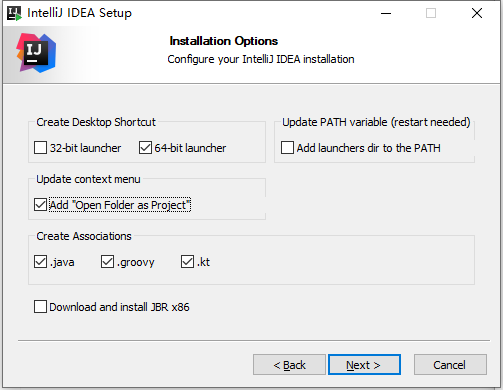 IntelliJ IDEA Setup
IJ
Installation Options
Configure your IntelliJ IDEA installation
Create Desktop Shortcut
32-bit launcher
64-bit launcher
Update PATH variable (restart needed)
Add launchers dir to the PATH
Update context menu
Add "Open Folder as Project"
Create Associations
.java
.groovy
.kt
Download and install JBR x86
< Back
Next >
Cancel